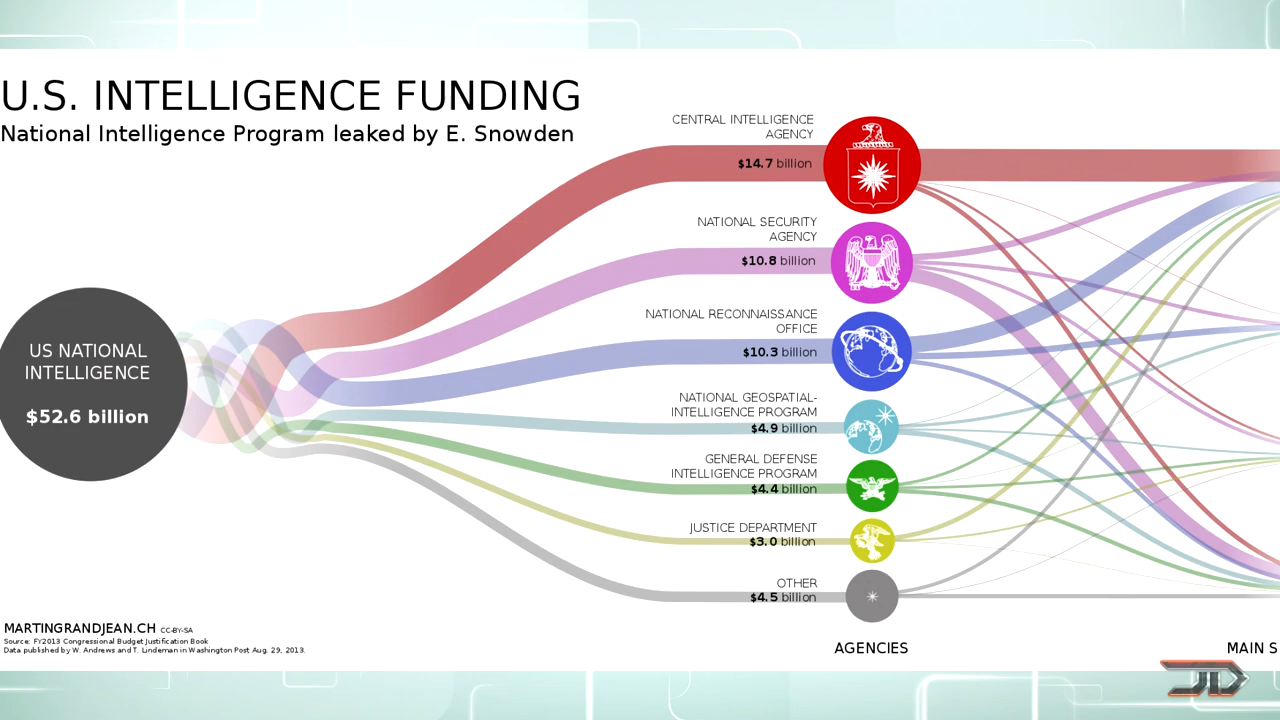 U.S. INTELLIGENCE FUNDING
National Intelligence Program leaked by E. Snowden
US NATIONAL
INTELLIGENCE
$52.6 billion
CENTRAL INTELLIGENCE
AGENCY
$14.7 billion
NATIONAL SECURITY
AGENCY
$10.8 billion
NATIONAL RECONNAISSANCE
OFFICE
$10.3 billion
NATIONAL GEOSPATIAL-
INTELLIGENCE PROGRAM
$4.9 billion
GENERAL DEFENSE
INTELLIGENCE PROGRAM
$4.4 billion
JUSTICE DEPARTMENT
$3.0 billion
OTHER
$4.5 billion
MARTINGRANDJEAN.CH CC-BY-SA
Source: FY2013 Congressional Budget Justification Book
Data published by W. Andrews and T. Lindeman in Washington Post Aug. 29, 2013.
AGENCIES
MAIN S